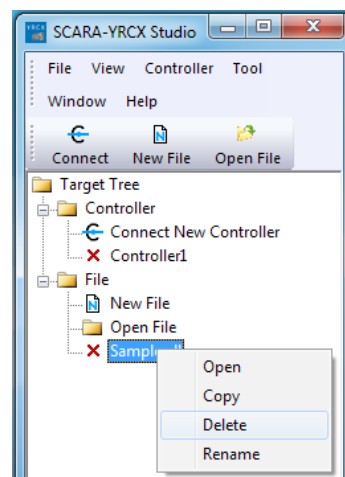 SCARA-YRCX Studio
File View Controller Tool
Window Help
Connect New File Open File
Target Tree
Controller
Connect New Controller
Controller1
File
New File
Open File
Open
Copy
Delete
Rename